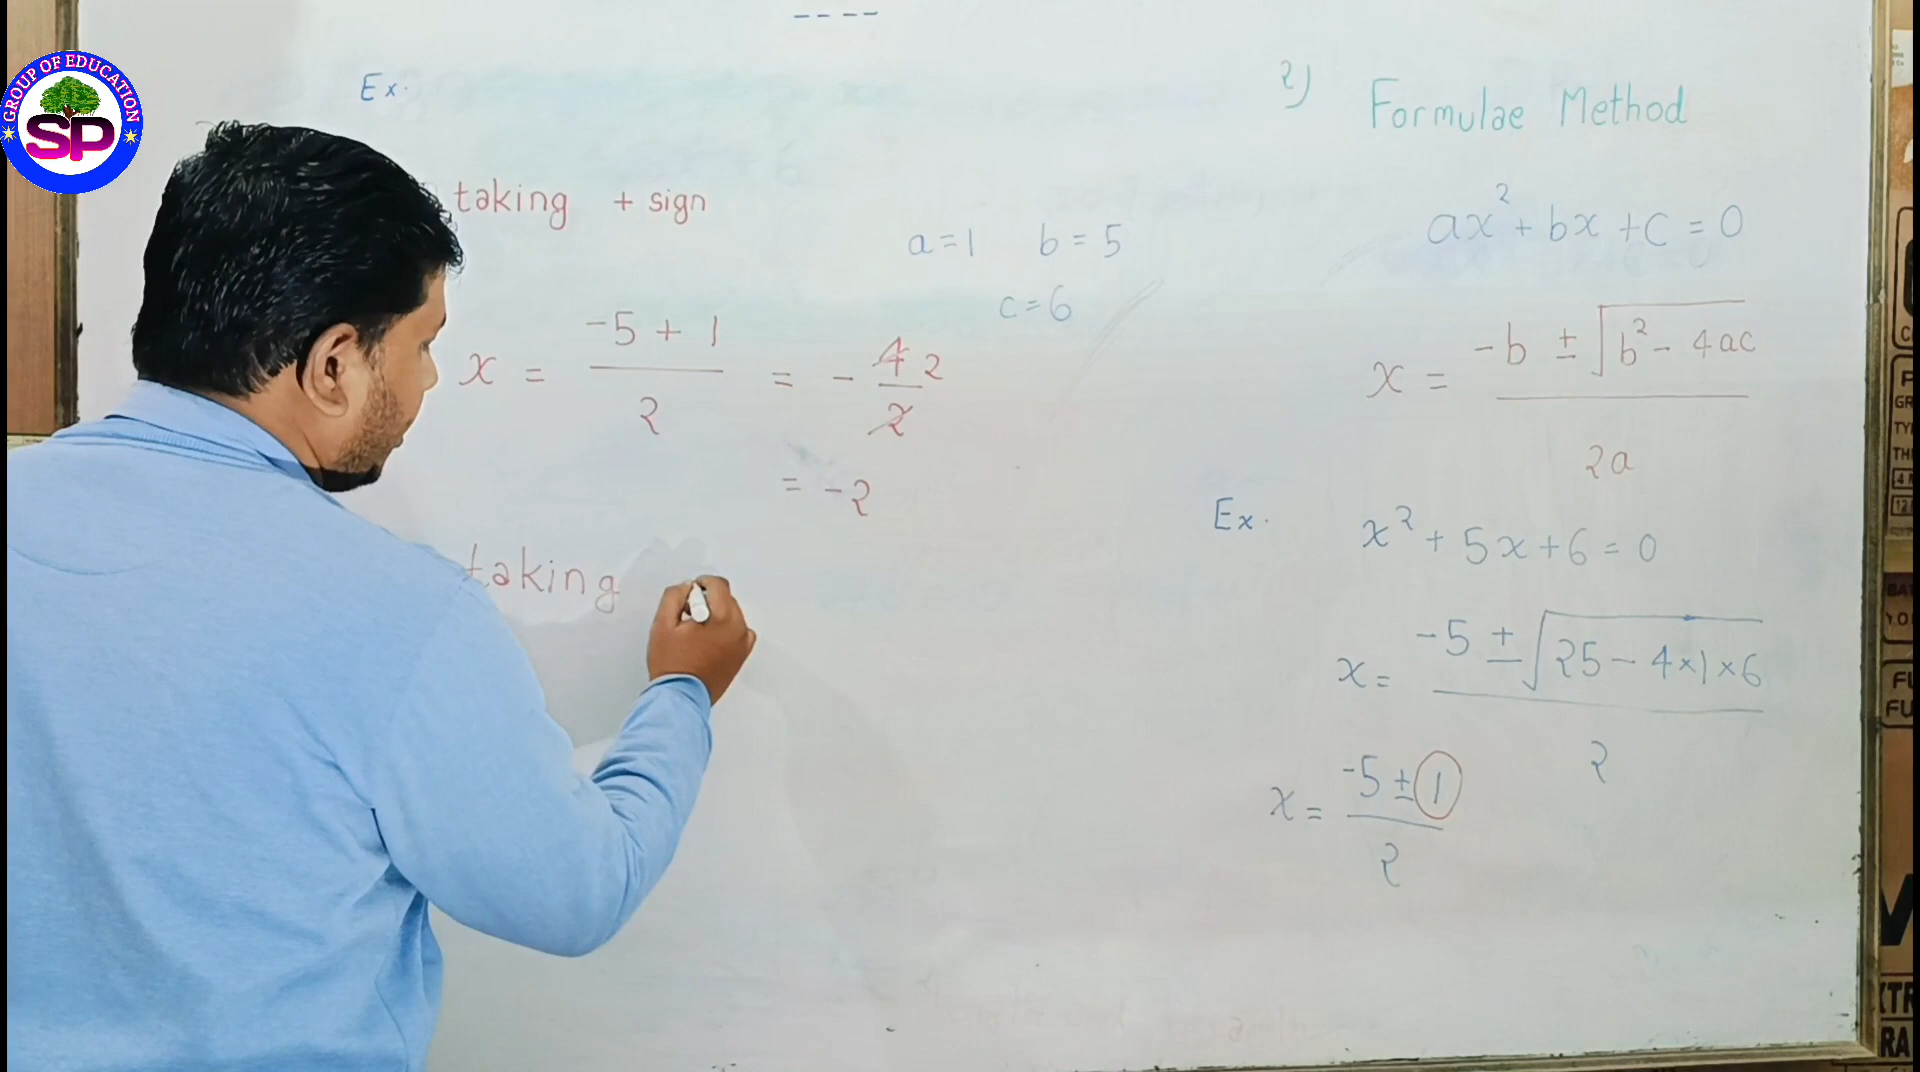 GROUP OF EDUCATION
SP
Ex.
taking + sign
a=1 b=5
c=6
x = -5+1/2 = -4/2 2
= -2
taking
2) Formulae Method
ax²+bx+c=0
x = -b ± √b²-4ac / 2a
Ex. x²+5x+6=0
x = -5 ± √25-4×1×6 / 2
x = -5±1 / 2